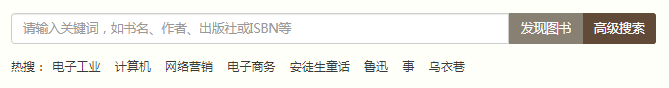 请输入关键词，如书名、作者、出版社或ISBN等 发现图书 高级搜索
热搜： 电子工业 计算机 网络营销 电子商务 安徒生童话 鲁迅 事 乌衣巷